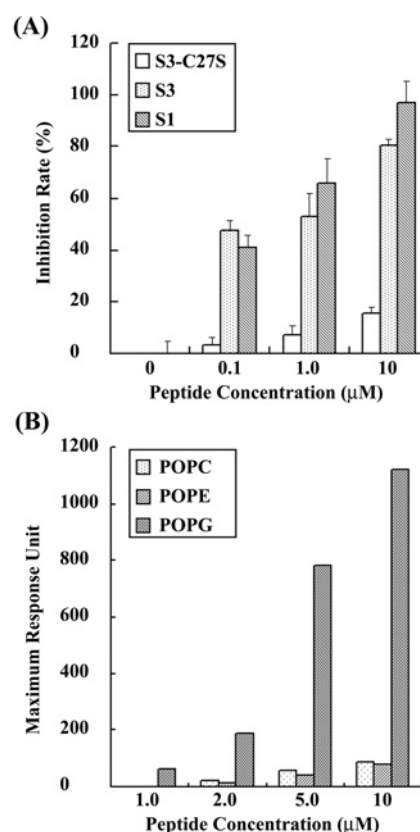 (A)
120
100
80
60
40
20
0
Inhibition Rate (%)
S3-C27S
S3
S1
0 0.1 1.0 10
Peptide Concentration (μM)
(B)
1200
1000
800
600
400
200
0
Maximum Response Unit
POPC
POPE
POPG
1.0 2.0 5.0 10
Peptide Concentration (μM)